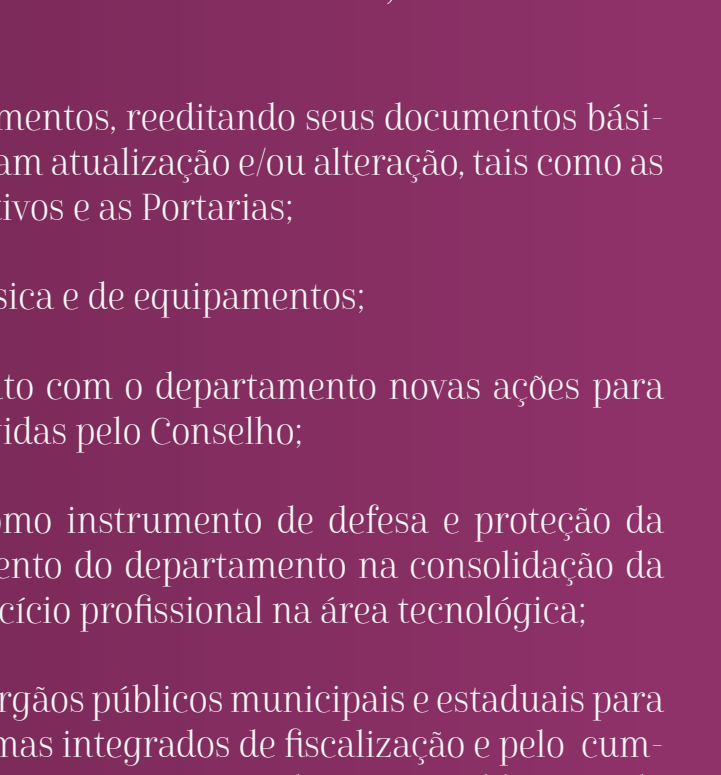 mentos, reeditando seus documentos bási-
am atualização e/ou alteração, tais como as
tivos e as Portarias;
sica e de equipamentos;
to com o departamento novas ações para
idas pelo Conselho;
omo instrumento de defesa e proteção da
ento do departamento na consolidação da
cício profissional na área tecnológica;
rgãos públicos municipais e estaduais para
mas integrados de fiscalização e pelo cum-